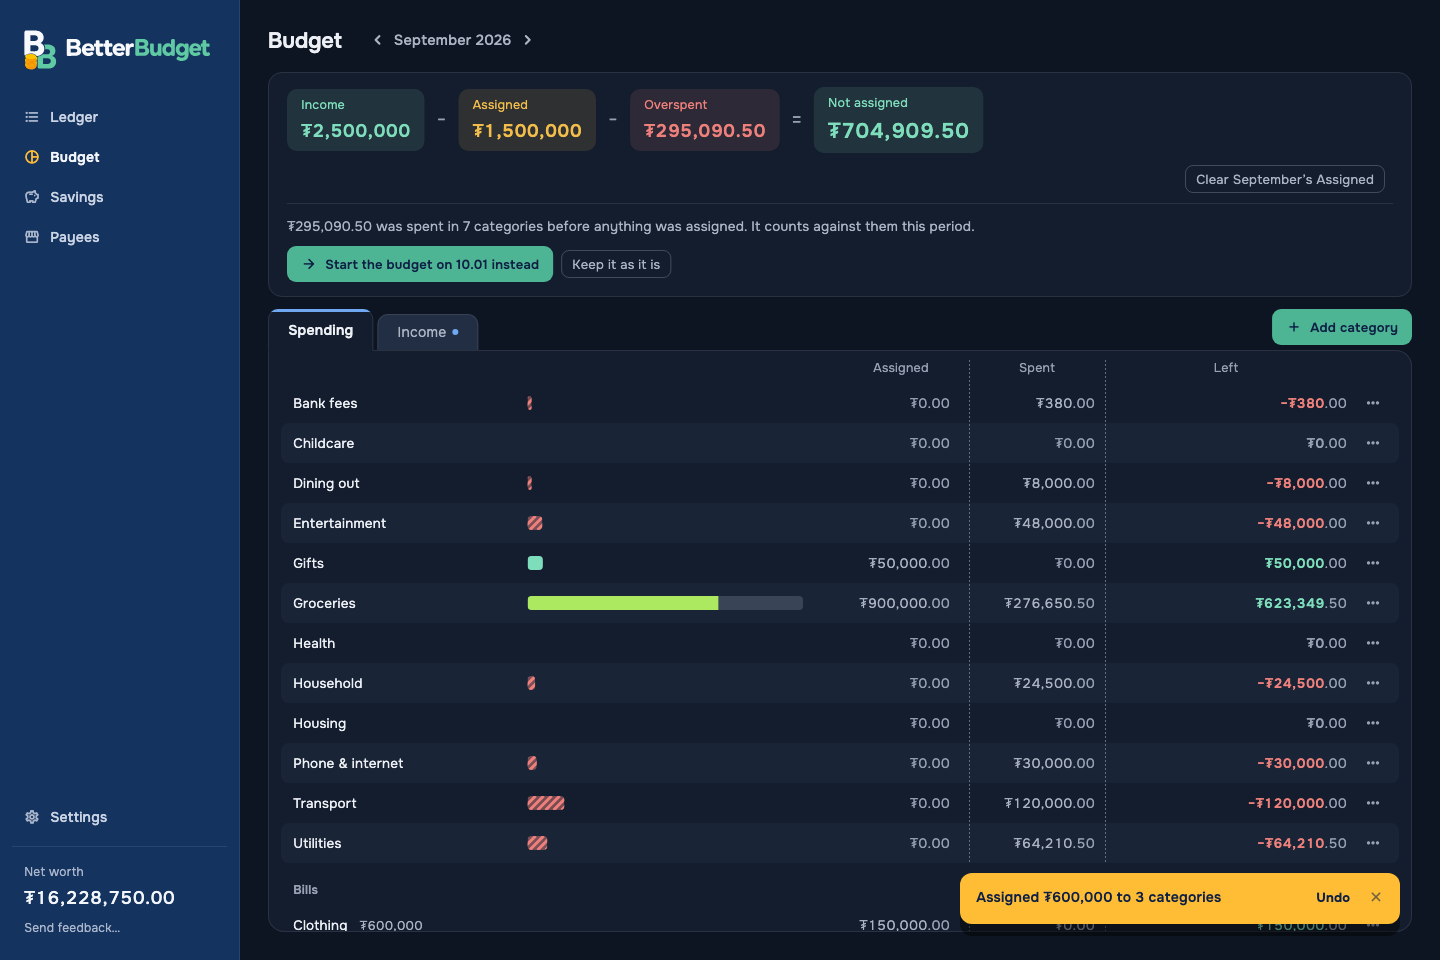 BB BetterBudget
Ledger
Budget
Savings
Payees
Settings
Net worth
₮16,228,750.00
Send feedback...
Budget
September 2026
Income
₮2,500,000
–
Assigned
₮1,500,000
–
Overspent
₮295,090.50
=
Not assigned
₮704,909.50
Clear September's Assigned
₮295,090.50 was spent in 7 categories before anything was assigned. It counts against them this period.
Start the budget on 10.01 instead
Keep it as it is
Spending
Income
+ Add category
Assigned Spent Left
Bank fees ₮0.00 ₮380.00 -₮380.00
Childcare ₮0.00 ₮0.00 ₮0.00
Dining out ₮0.00 ₮8,000.00 -₮8,000.00
Entertainment ₮0.00 ₮48,000.00 -₮48,000.00
Gifts ₮50,000.00 ₮0.00 ₮50,000.00
Groceries ₮900,000.00 ₮276,650.50 ₮623,349.50
Health ₮0.00 ₮0.00 ₮0.00
Household ₮0.00 ₮24,500.00 -₮24,500.00
Housing ₮0.00 ₮0.00 ₮0.00
Phone & internet ₮0.00 ₮30,000.00 -₮30,000.00
Transport ₮0.00 ₮120,000.00 -₮120,000.00
Utilities ₮0.00 ₮64,210.50 -₮64,210.50
Bills
Clothing ₮600,000 ₮150,000.00 ₮0.00 ₮150,000.00
Assigned ₮600,000 to 3 categories
Undo